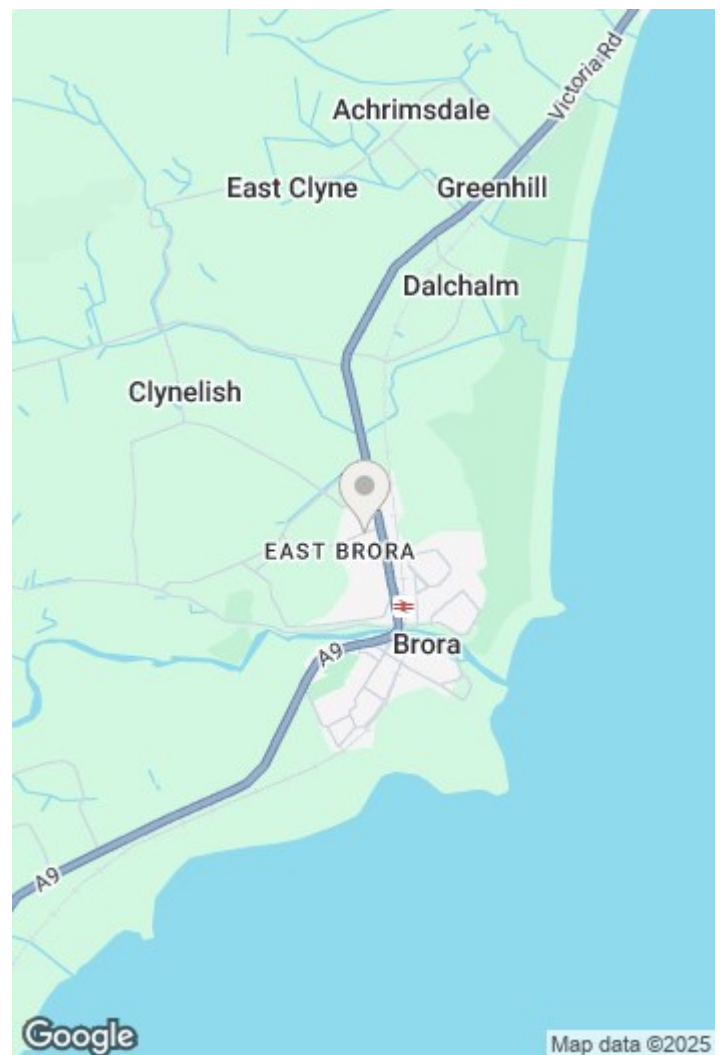 Achrimsdale
Victoria Rd
East Clyne
Greenhill
Dalchalm
Clynelish
EAST BRORA
Brora
A9
A9
Google
Map data ©2025